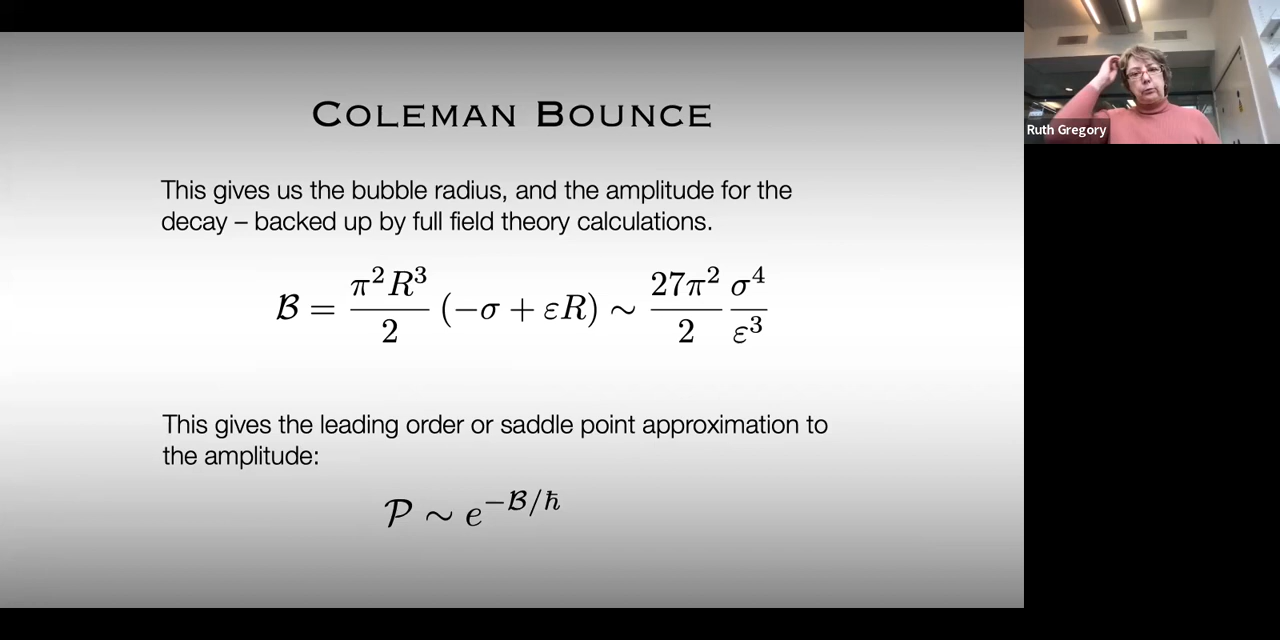 COLEMAN BOUNCE
This gives us the bubble radius, and the amplitude for the
decay – backed up by full field theory calculations.
ℬ = π²R³/2 (−σ + εR) ∼ 27π²/2 σ⁴/ε³
This gives the leading order or saddle point approximation to
the amplitude:
𝒫 ∼ e^{−ℬ/ħ}
Ruth Gregory